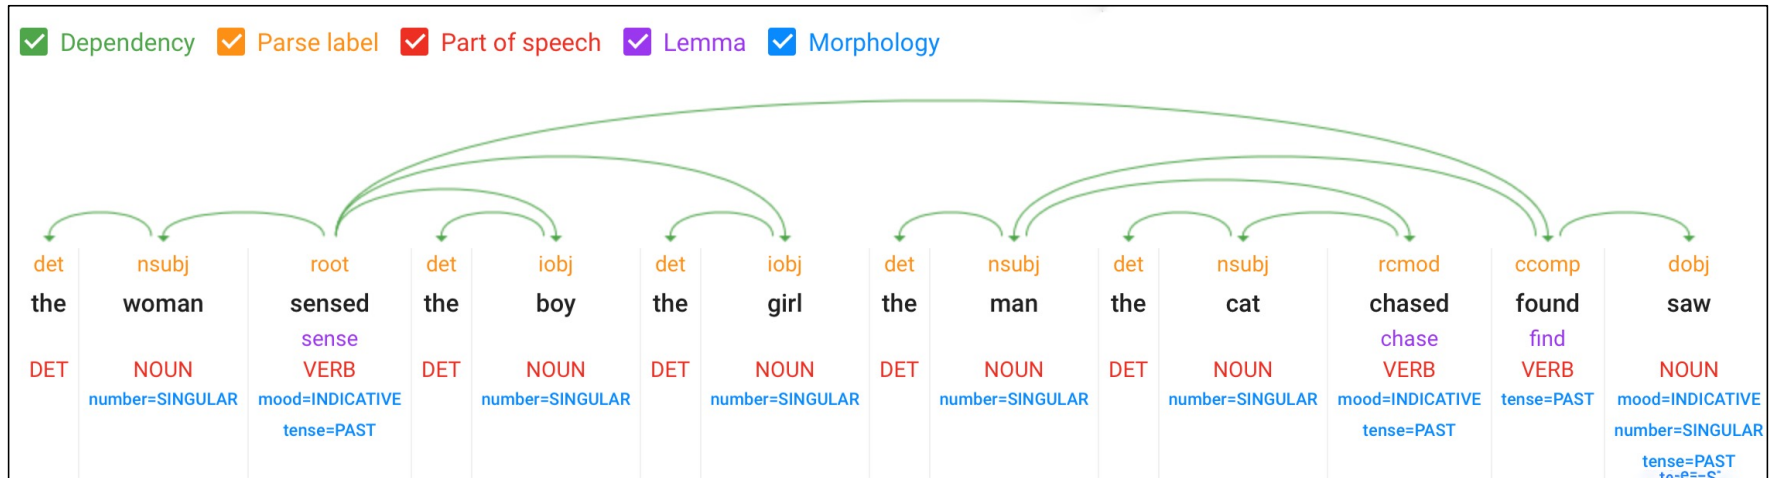 Dependency Parse label Part of speech Lemma Morphology
det nsubj root det iobj det iobj det nsubj det nsubj rcmod ccomp dobj
the woman sensed the boy the girl the man the cat chased found saw
sense chase find
DET NOUN VERB DET NOUN DET NOUN DET NOUN DET NOUN VERB VERB NOUN
number=SINGULAR mood=INDICATIVE number=SINGULAR number=SINGULAR number=SINGULAR number=SINGULAR mood=INDICATIVE tense=PAST mood=INDICATIVE
tense=PAST tense=PAST number=SINGULAR
tense=PAST